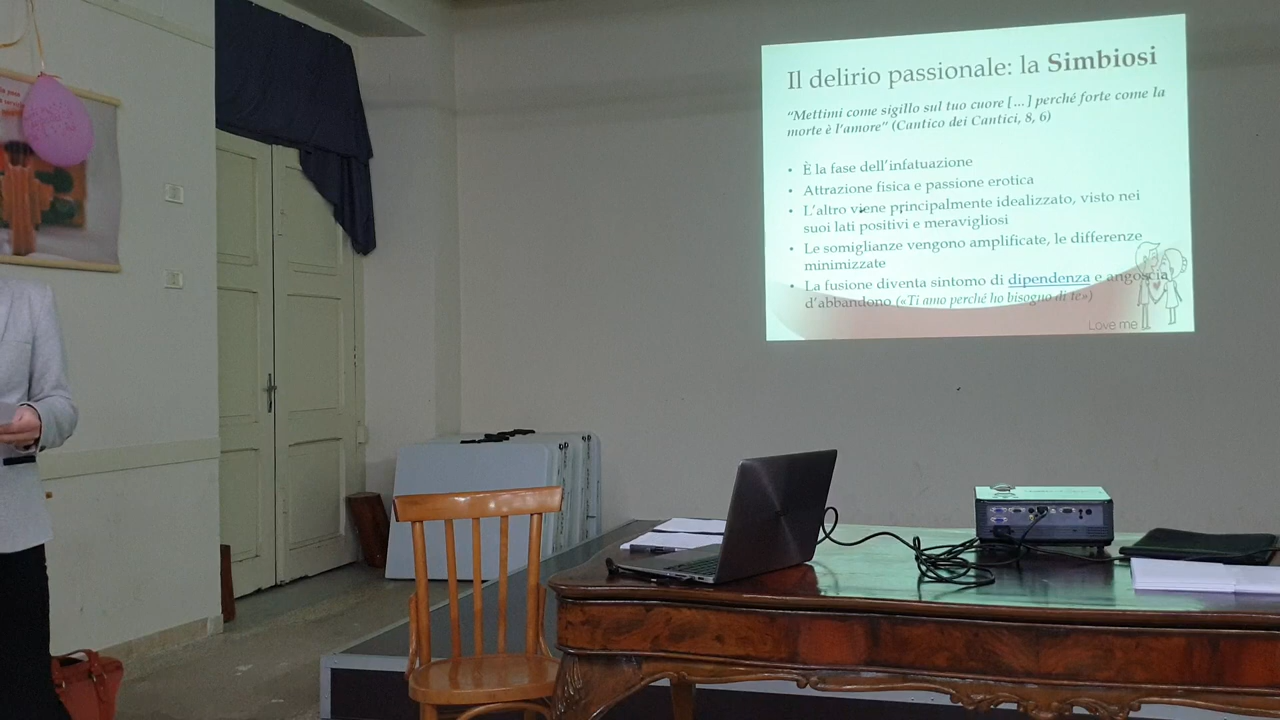 Il delirio passionale: la Simbiosi
“Mettimi come sigillo sul tuo cuore [...] perché forte come la
morte è l’amore” (Cantico dei Cantici, 8, 6)
• È la fase dell’infatuazione
• Attrazione fisica e passione erotica
• L’altro viene principalmente idealizzato, visto nei
suoi lati positivi e meravigliosi
• Le somiglianze vengono amplificate, le differenze
minimizzate
• La fusione diventa sintomo di dipendenza e angoscia
d’abbandono («Ti amo perché ho bisogno di te»)
Love me